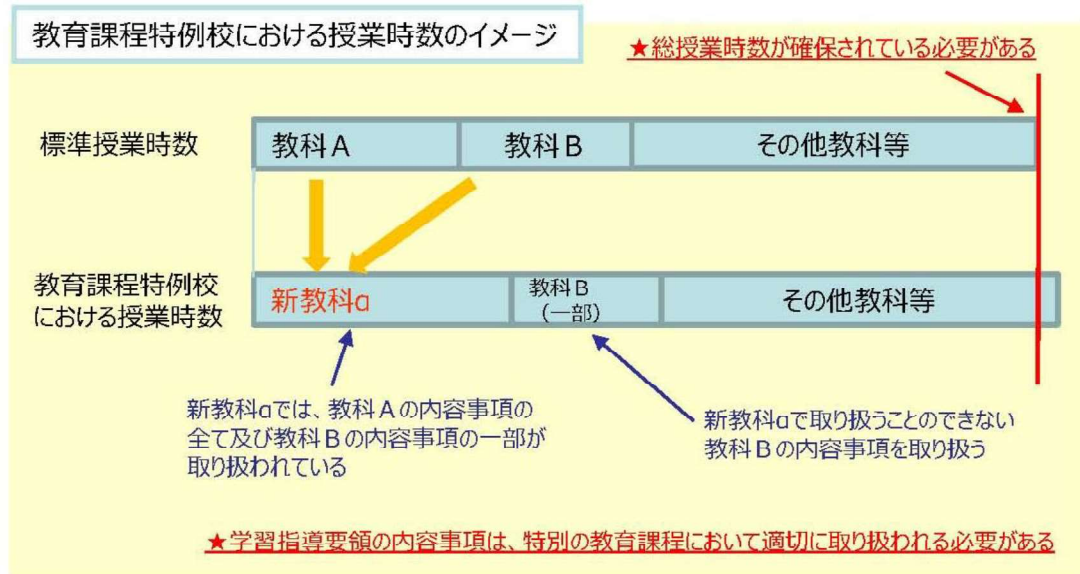 教育課程特例校における授業時数のイメージ
★総授業時数が確保されている必要がある
標準授業時数
教科A
教科B
その他教科等
教育課程特例校
における授業時数
新教科α
教科B
（一部）
その他教科等
新教科αでは、教科Aの内容事項の
全て及び教科Bの内容事項の一部が
取り扱われている
新教科αで取り扱うことのできない
教科Bの内容事項を取り扱う
★学習指導要領の内容事項は、特別の教育課程において適切に取り扱われる必要がある